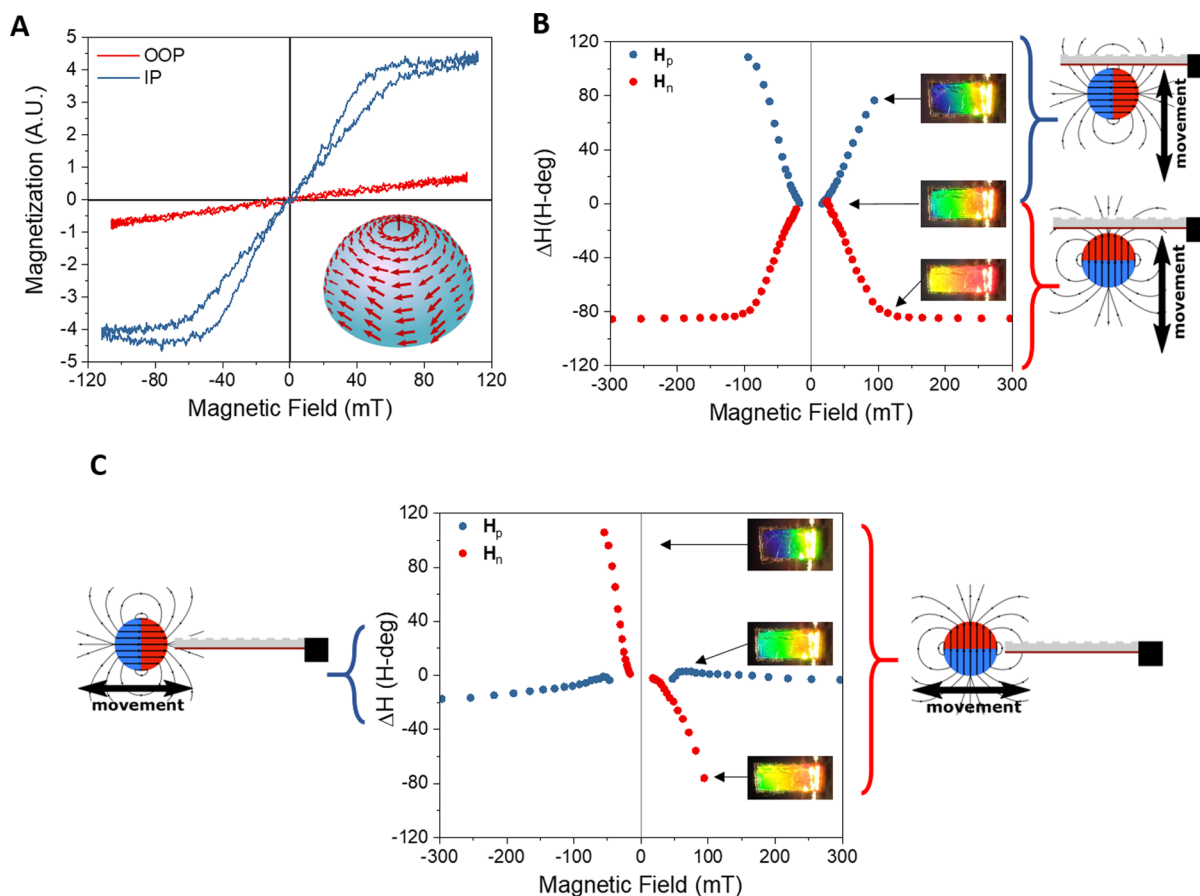 A
OOP
IP
5
4
3
2
1
0
-1
-2
-3
-4
-5
-120 -80 -40 0 40 80 120
Magnetization (A.U.)
Magnetic Field (mT)
B
Hp
Hn
120
80
40
0
-40
-80
-120
-300 -200 -100 0 100 200 300
ΔH(H-deg)
Magnetic Field (mT)
movement
movement
C
Hp
Hn
120
80
40
0
-40
-80
-120
-300 -200 -100 0 100 200 300
ΔH (H-deg)
Magnetic Field (mT)
movement
movement